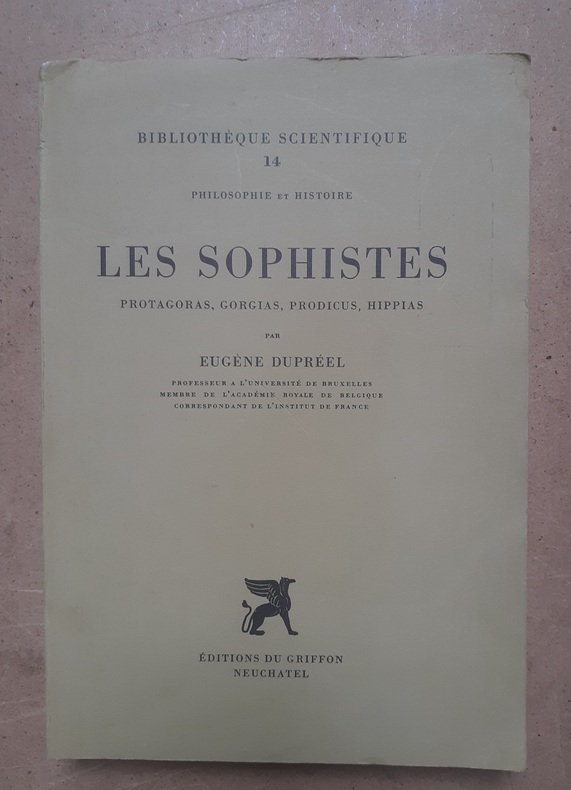 BIBLIOTHÈQUE SCIENTIFIQUE
14
PHILOSOPHIE ET HISTOIRE
LES SOPHISTES
PROTAGORAS, GORGIAS, PRODICUS, HIPPIAS
PAR
EUGÈNE DUPRÉEL
PROFESSEUR A L'UNIVERSITÉ DE BRUXELLES
MEMBRE DE L'ACADÉMIE ROYALE DE BELGIQUE
CORRESPONDANT DE L'INSTITUT DE FRANCE
ÉDITIONS DU GRIFFON
NEUCHATEL